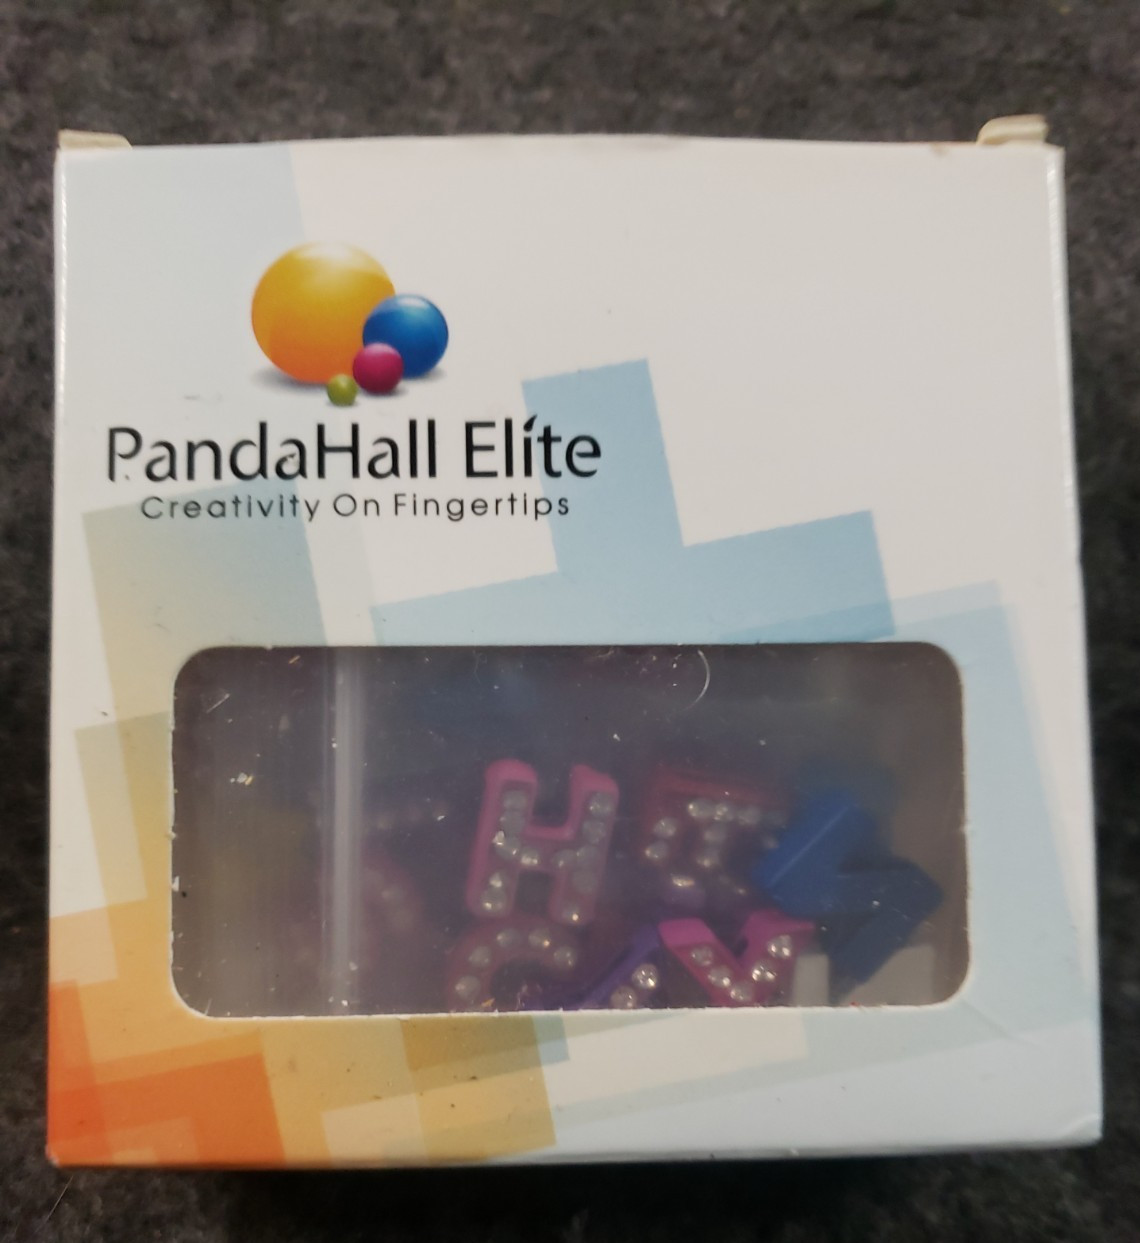 PandaHall Elite
Creativity On Fingertips
H